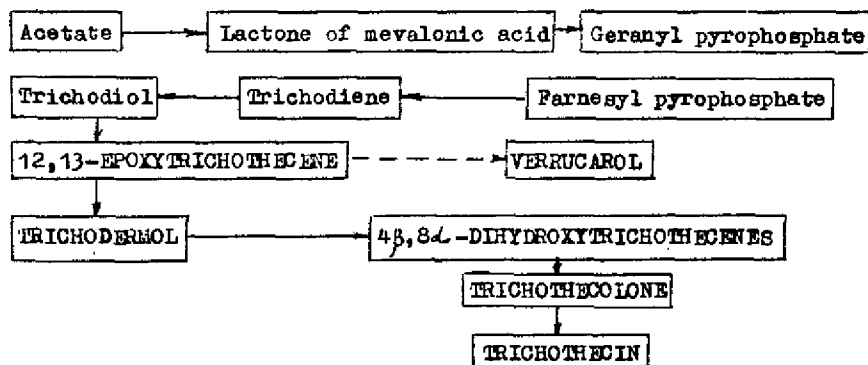 Acetate Lactone of mevalonic acid Geranyl pyrophosphate
Trichodiol Trichodiene Farnesyl pyrophosphate
12,13-EPOXYTRICHOTHECENE VERRUCAROL
TRICHODERMOL 4β,8α-DIHYDROXYTRICHOTHECENES
TRICHOTHECOLONE
TRICHOTHECIN